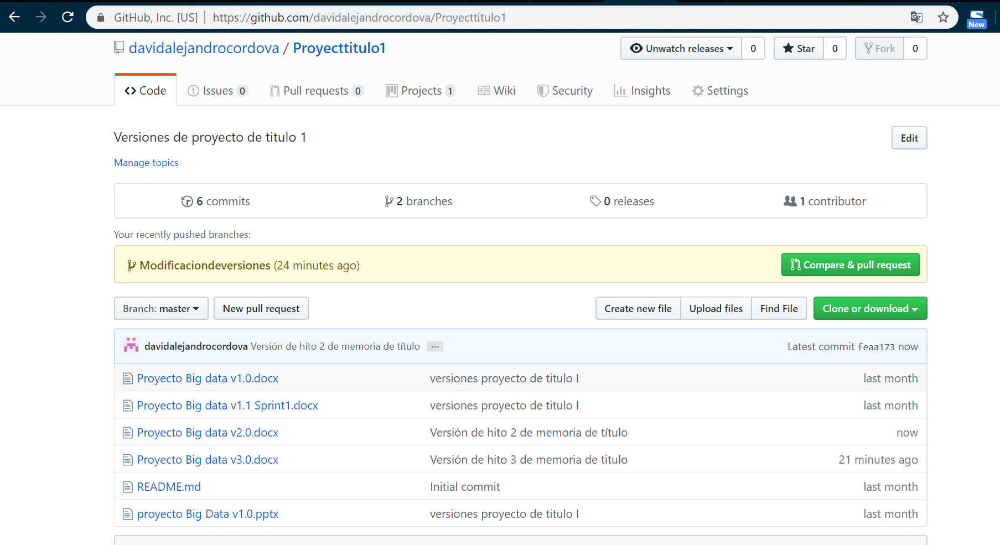 GitHub, Inc. [US] | https://github.com/davidalejandrocordova/Proyecttitulo1
New
davidalejandrocordova / Proyecttitulo1
Unwatch releases 0 Star 0 Fork 0
Code Issues 0 Pull requests 0 Projects 1 Wiki Security Insights Settings
Versiones de proyecto de titulo 1
Edit
Manage topics
6 commits 2 branches 0 releases 1 contributor
Your recently pushed branches:
Modificaciondeversiones (24 minutes ago) Compare & pull request
Branch: master New pull request Create new file Upload files Find File Clone or download
davidalejandrocordova Versión de hito 2 de memoria de título ... Latest commit feaa173 now
Proyecto Big data v1.0.docx versiones proyecto de titulo I last month
Proyecto Big data v1.1 Sprint1.docx versiones proyecto de titulo I last month
Proyecto Big data v2.0.docx Versión de hito 2 de memoria de título now
Proyecto Big data v3.0.docx Versión de hito 3 de memoria de titulo 21 minutes ago
README.md Initial commit last month
proyecto Big Data v1.0.pptx versiones proyecto de titulo I last month